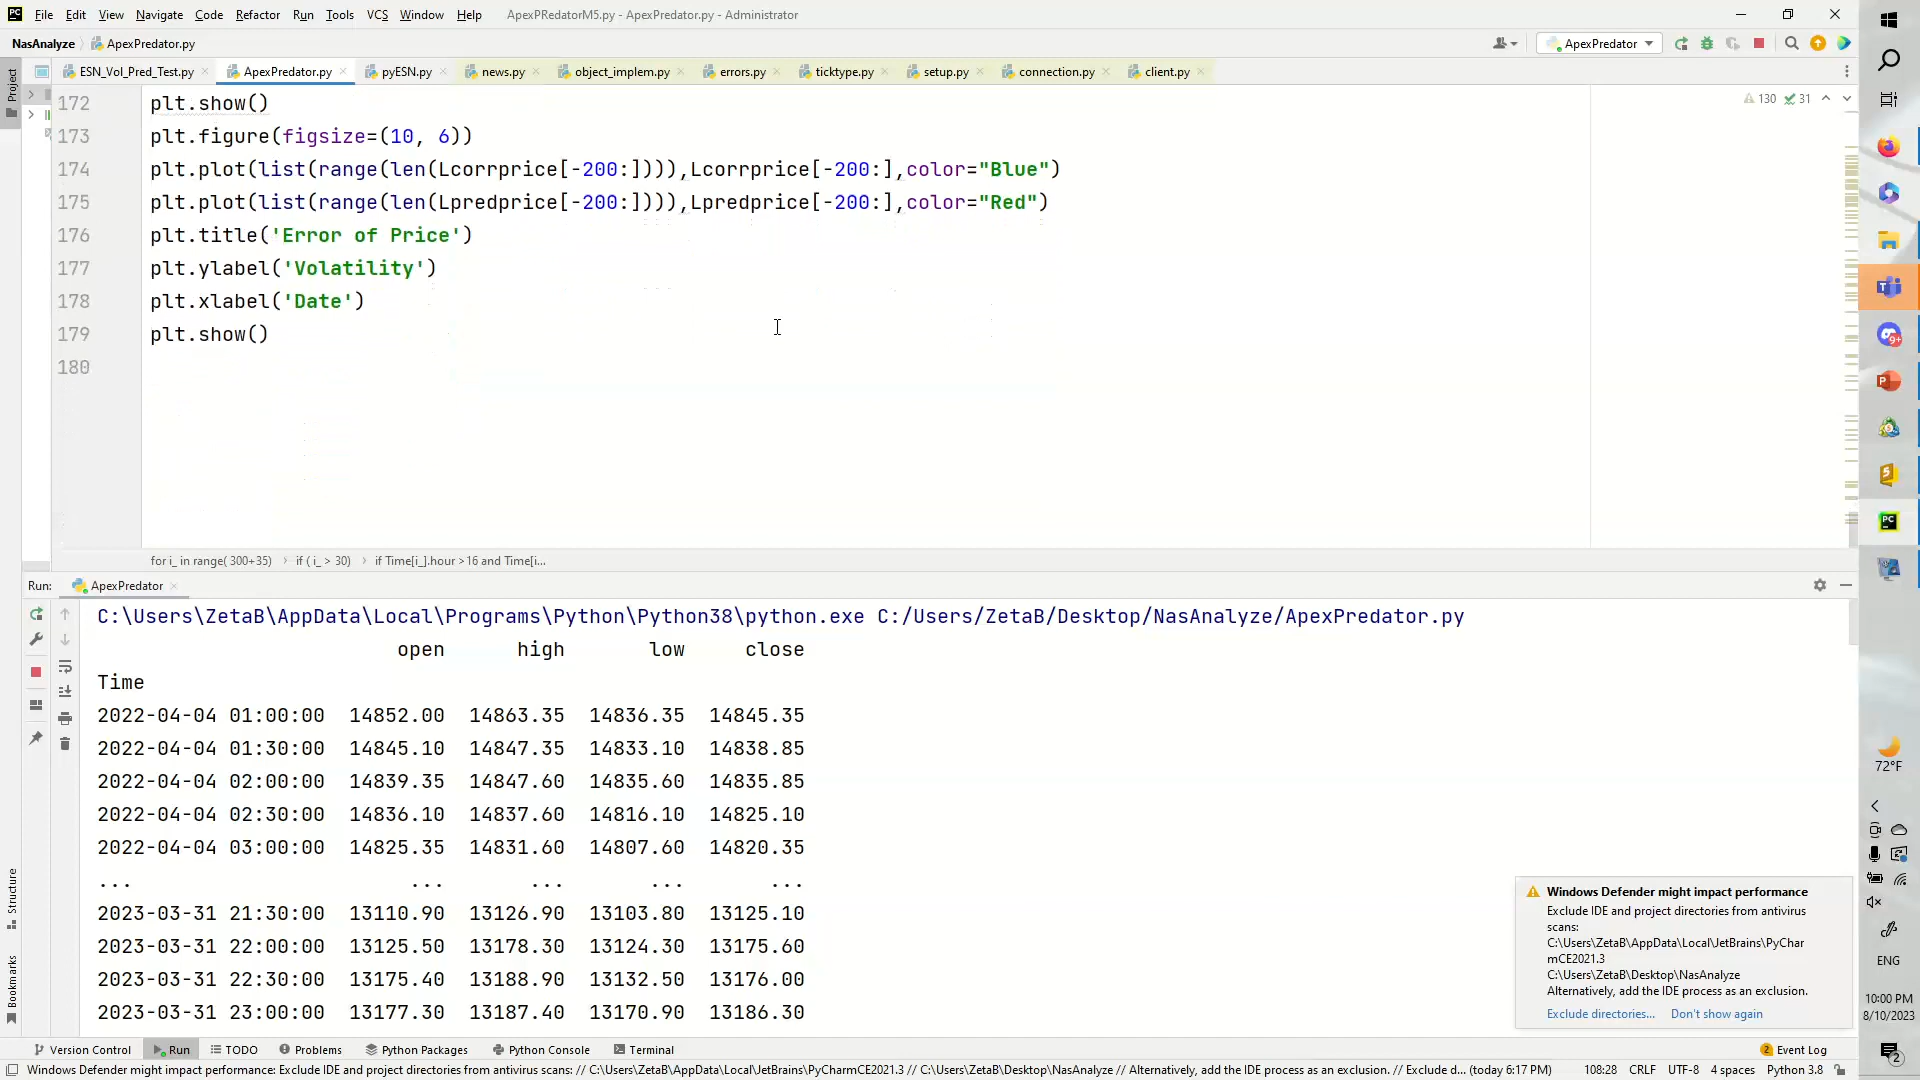 File Edit View Navigate Code Refactor Run Tools VCS Window Help ApexPRedatorM5.py - ApexPredator.py - Administrator
NasAnalyze ApexPredator.py ApexPredator
ESN_Vol_Pred_Test.py ApexPredator.py pyESN.py news.py object_implem.py errors.py ticktype.py setup.py connection.py client.py
Project
130 31
172 plt.show()
173 plt.figure(figsize=(10, 6))
174 plt.plot(list(range(len(Lcorrprice[-200:]))),Lcorrprice[-200:],color="Blue")
175 plt.plot(list(range(len(Lpredprice[-200:]))),Lpredprice[-200:],color="Red")
176 plt.title('Error of Price')
177 plt.ylabel('Volatility')
178 plt.xlabel('Date')
179 plt.show()
180
for i_ in range( 300+35) if ( i_ > 30) if Time[i_].hour >16 and Time[i...
Run: ApexPredator
C:\Users\ZetaB\AppData\Local\Programs\Python\Python38\python.exe C:/Users/ZetaB/Desktop/NasAnalyze/ApexPredator.py
open high low close
Time
2022-04-04 01:00:00 14852.00 14863.35 14836.35 14845.35
2022-04-04 01:30:00 14845.10 14847.35 14833.10 14838.85
2022-04-04 02:00:00 14839.35 14847.60 14835.60 14835.85
2022-04-04 02:30:00 14836.10 14837.60 14816.10 14825.10
2022-04-04 03:00:00 14825.35 14831.60 14807.60 14820.35
... ... ... ... ...
2023-03-31 21:30:00 13110.90 13126.90 13103.80 13125.10
2023-03-31 22:00:00 13125.50 13178.30 13124.30 13175.60
2023-03-31 22:30:00 13175.40 13188.90 13132.50 13176.00
2023-03-31 23:00:00 13177.30 13187.40 13170.90 13186.30
Structure
Bookmarks
Windows Defender might impact performance
Exclude IDE and project directories from antivirus
scans:
C:\Users\ZetaB\AppData\Local\JetBrains\PyChar
mCE2021.3
C:\Users\ZetaB\Desktop\NasAnalyze
Alternatively, add the IDE process as an exclusion.
Exclude directories... Don't show again
Version Control Run TODO Problems Python Packages Python Console Terminal 2 Event Log
Windows Defender might impact performance: Exclude IDE and project directories from antivirus scans: // C:\Users\ZetaB\AppData\Local\JetBrains\PyCharmCE2021.3 // C:\Users\ZetaB\Desktop\NasAnalyze // Alternatively, add the IDE process as an exclusion. // Exclude d... (today 6:17 PM) 108:28 CRLF UTF-8 4 spaces Python 3.8
PC
9+
P
S
PC
72°F
ENG
10:00 PM
8/10/2023
2